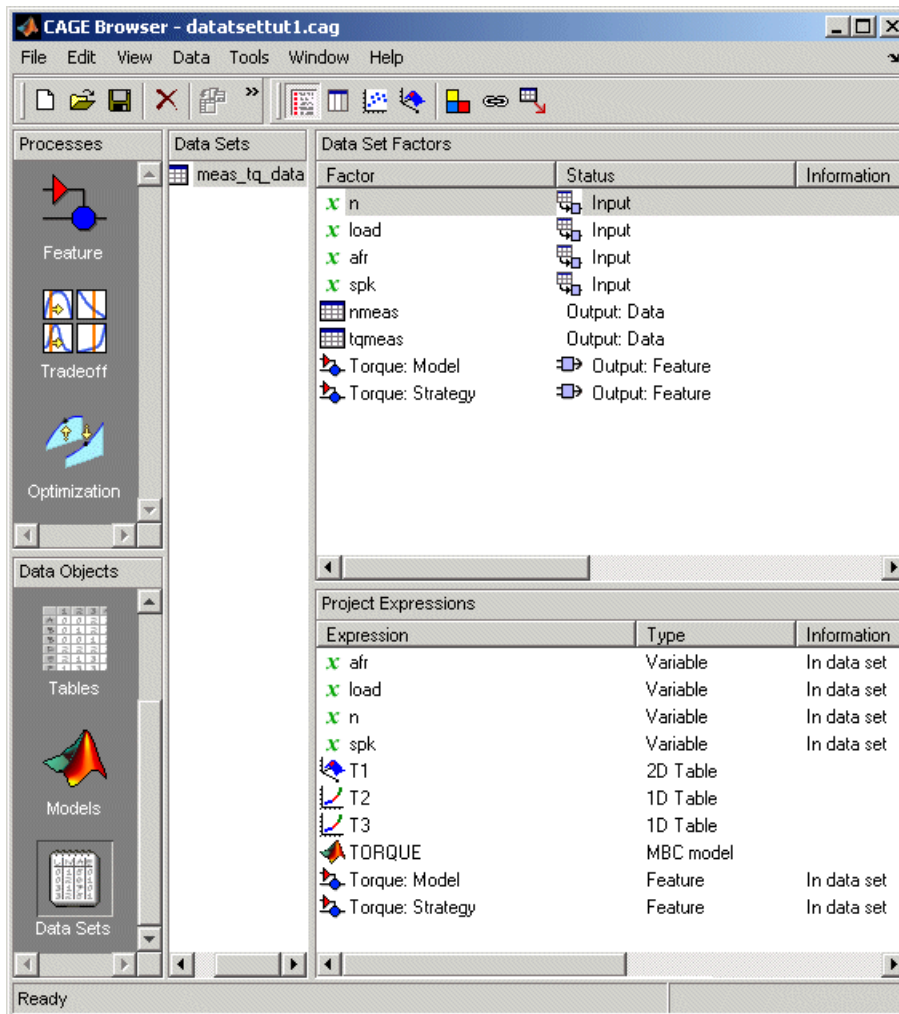 CAGE Browser - datatsettut1.cag
File Edit View Data Tools Window Help
Processes
Feature
Tradeoff
Optimization
Data Objects
Tables
Models
Data Sets
Data Sets
meas_tq_data
Data Set Factors
Factor Status Information
n Input
load Input
afr Input
spk Input
nmeas Output: Data
tqmeas Output: Data
Torque: Model Output: Feature
Torque: Strategy Output: Feature
Project Expressions
Expression Type Information
afr Variable In data set
load Variable In data set
n Variable In data set
spk Variable In data set
T1 2D Table
T2 1D Table
T3 1D Table
TORQUE MBC model
Torque: Model Feature In data set
Torque: Strategy Feature In data set
Ready